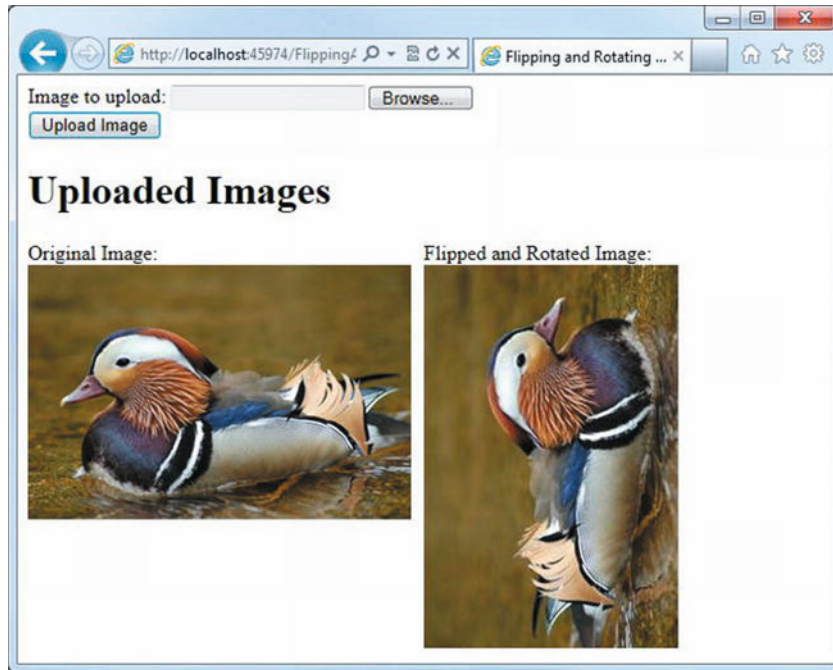 http://localhost:45974/FlippingA
Flipping and Rotating ...
Image to upload:
Browse...
Upload Image
Uploaded Images
Original Image:
Flipped and Rotated Image: